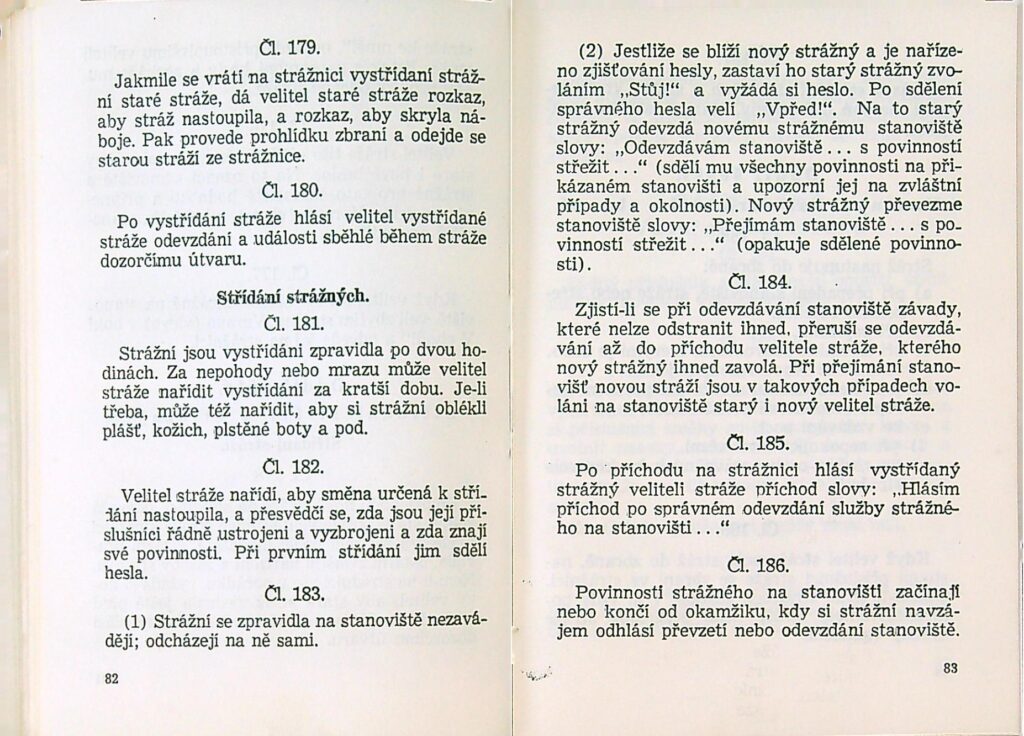 Čl. 179.
Jakmile se vrátí na strážnici vystřídaní stráž-
ní staré stráže, dá velitel staré stráže rozkaz,
aby stráž nastoupila, a rozkaz, aby skryla ná-
boje. Pak provede prohlídku zbraní a odejde se
starou stráží ze strážnice.
Čl. 180.
Po vystřídání stráže hlásí velitel vystřídané
stráže odevzdání a události sběhlé během stráže
dozorčímu útvaru.
Střídání strážných.
Čl. 181.
Strážní jsou vystřídáni zpravidla po dvou ho-
dinách. Za nepohody nebo mrazu může velitel
stráže nařídit vystřídání za kratší dobu. Je-li
třeba, může též nařídit, aby si strážní oblékli
plášť, kožich, plstěné boty a pod.
Čl. 182.
Velitel stráže nařídí, aby směna určená k stří-
dání nastoupila, a přesvědčí se, zda jsou její pří-
slušníci řádně ustrojeni a vyzbrojeni a zda znají
své povinnosti. Při prvním střídání jim sdělí
hesla.
Čl. 183.
(1) Strážní se zpravidla na stanoviště nezavá-
dějí; odcházejí na ně sami.
82
(2) Jestliže se blíží nový strážný a je naříze-
no zjišťování hesly, zastaví ho starý strážný zvo-
láním „Stůj!“ a vyžádá si heslo. Po sdělení
správného hesla velí „Vpřed!“. Na to starý
strážný odevzdá novému strážnému stanoviště
slovy: „Odevzdávám stanoviště... s povinností
střežit...“ (sdělí mu všechny povinnosti na při-
kázaném stanovišti a upozorní jej na zvláštní
případy a okolnosti). Nový strážný převezme
stanoviště slovy: „Přejímám stanoviště... s po-
vinností střežit...“ (opakuje sdělené povinno-
sti).
Čl. 184.
Zjistí-li se při odevzdávání stanoviště závady,
které nelze odstranit ihned, přeruší se odevzdá-
vání až do příchodu velitele stráže, kterého
nový strážný ihned zavolá. Při přejímání stano-
višť novou stráží jsou v takových případech vo-
láni na stanoviště starý i nový velitel stráže.
Čl. 185.
Po příchodu na strážnici hlásí vystřídaný
strážný veliteli stráže příchod slovy: „Hlásím
příchod po správném odevzdání služby strážné-
ho na stanovišti...“
Čl. 186.
Povinnosti strážného na stanovišti začínají
nebo končí od okamžiku, kdy si strážní navzá-
jem odhlásí převzetí nebo odevzdání stanoviště.
83